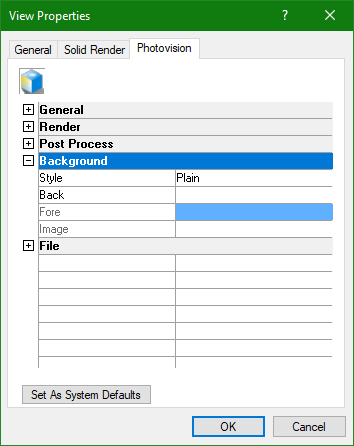 View Properties
?
General
Solid Render
Photovision
General
Render
Post Process
Background
Style Plain
Back
Fore
Image
File
Set As System Defaults
OK Cancel